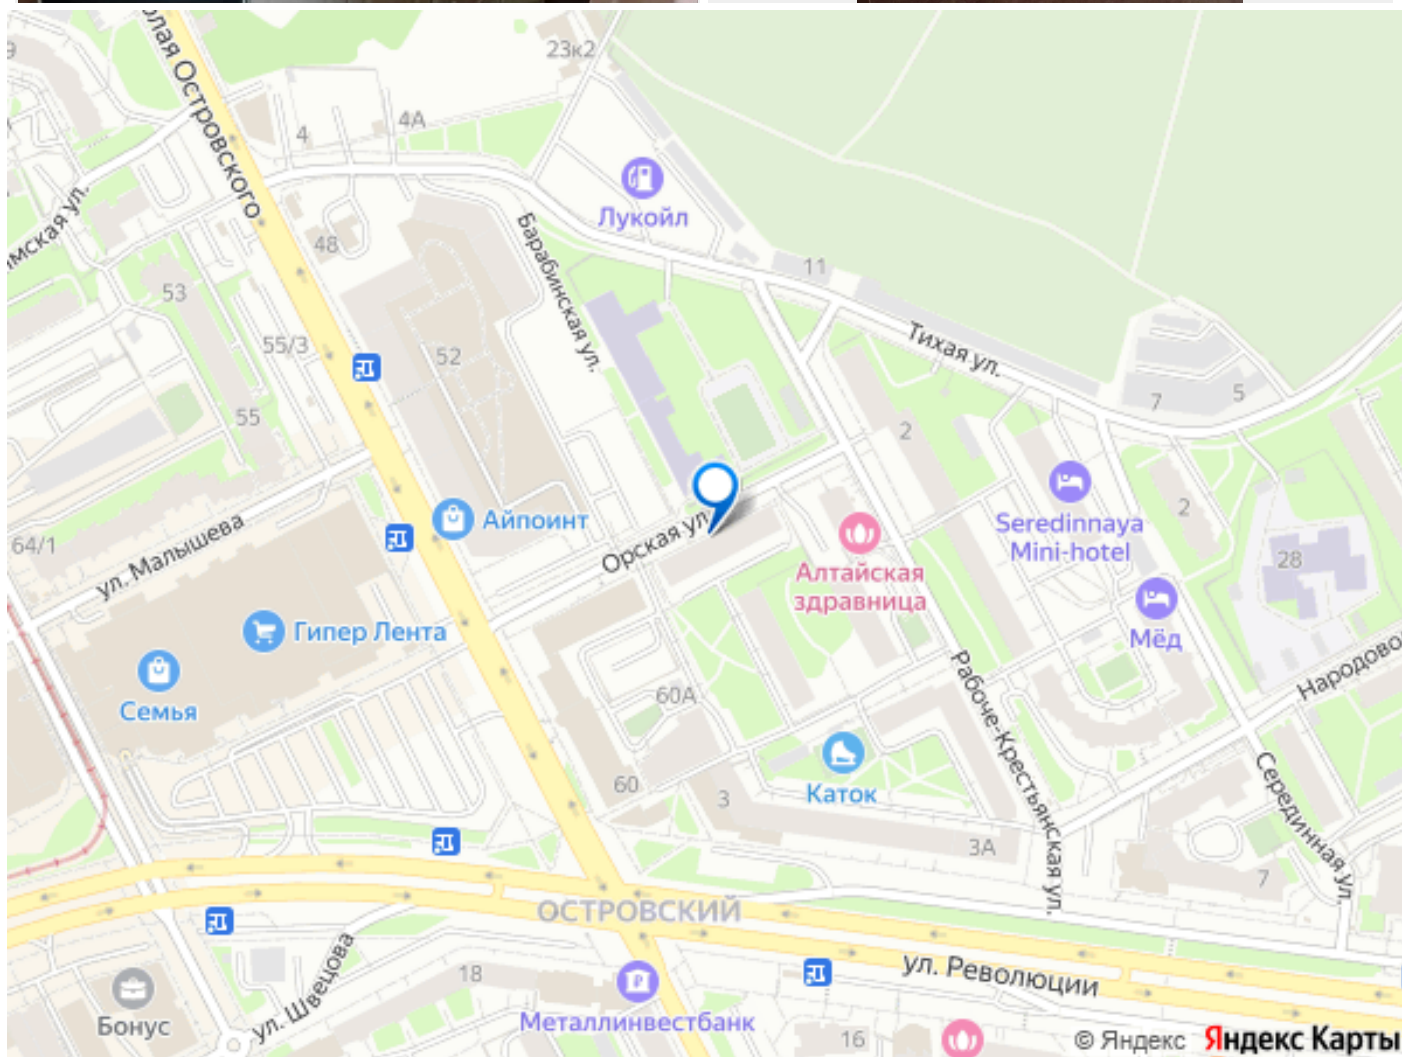 олая Островского
23к2
9
4
4А
Лукойл
имская ул.
48
Барабинская ул.
11
53
55/3
52
Тихая ул.
7
5
55
2
64/1
ул. Малышева
Айпоинт
Орская ул.
Seredinnaya
Mini-hotel
2
28
Алтайская
здравница
Мёд
Гипер Лента
Семья
60А
Рабоче-Крестьянская ул.
Народово
Каток
60
3
3А
Серединная ул.
7
ОСТРОВСКИЙ
ул. Революции
ул. Швецова
18
Бонус
Металлинвестбанк
16
© Яндекс Яндекс Карты